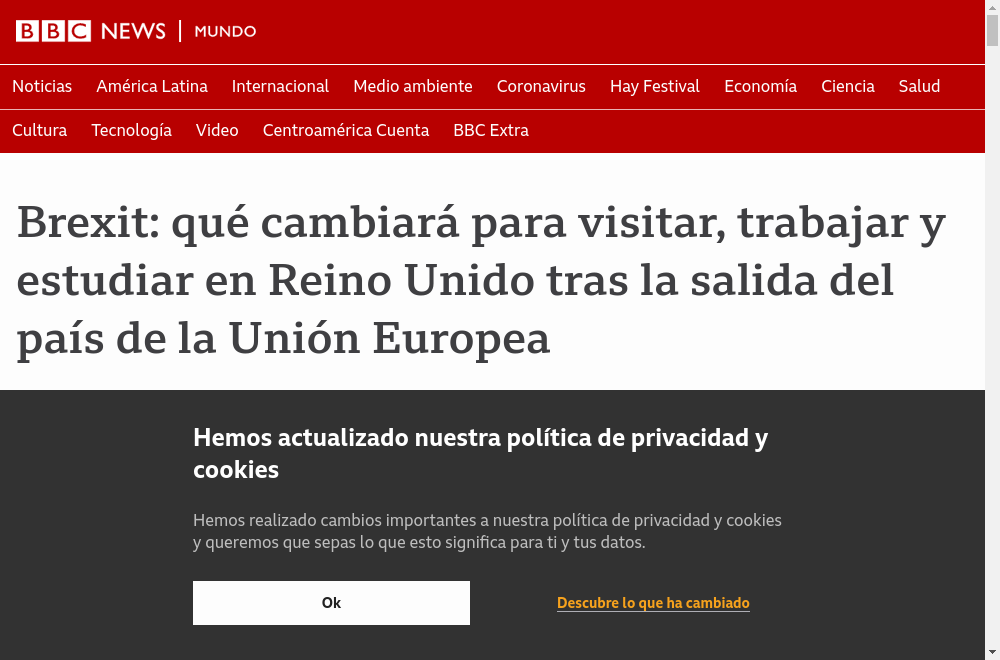 BBC NEWS | MUNDO
Noticias América Latina Internacional Medio ambiente Coronavirus Hay Festival Economía Ciencia Salud
Cultura Tecnología Video Centroamérica Cuenta BBC Extra
Brexit: qué cambiará para visitar, trabajar y
estudiar en Reino Unido tras la salida del
país de la Unión Europea
Hemos actualizado nuestra política de privacidad y
cookies
Hemos realizado cambios importantes a nuestra política de privacidad y cookies
y queremos que sepas lo que esto significa para ti y tus datos.
Ok Descubre lo que ha cambiado